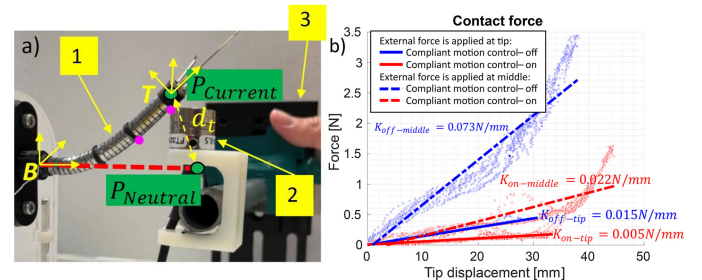 a)
1
3
T
P_Current
d_t
B
P_Neutral
2
b)
Contact force
Force [N]
3.5
3
2.5
2
1.5
1
0.5
0
External force is applied at tip:
Compliant motion control– off
Compliant motion control– on
External force is applied at middle:
Compliant motion control– off
Compliant motion control– on
K_off−middle = 0.073N/mm
K_on−middle = 0.022N/mm
K_off−tip = 0.015N/mm
K_on−tip = 0.005N/mm
0 10 20 30 40 50
Tip displacement [mm]